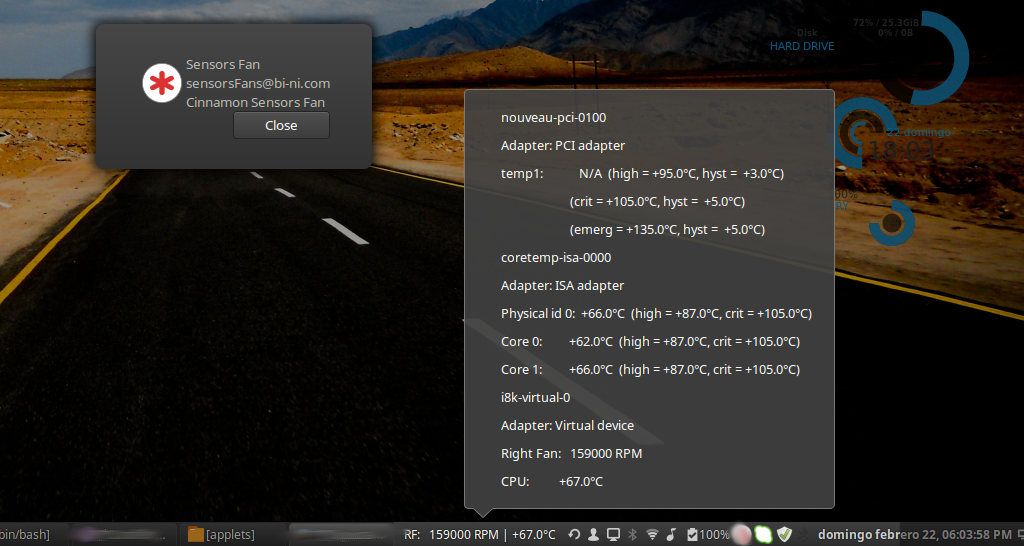 Sensors Fan
sensorsFans@bi-ni.com
Cinnamon Sensors Fan
Close
72% / 25.3GiB
Disk
0% / 0B
HARD DRIVE
22 domingo
18:03
nouveau-pci-0100
Adapter: PCI adapter
temp1: N/A (high = +95.0°C, hyst = +3.0°C)
(crit = +105.0°C, hyst = +5.0°C)
(emerg = +135.0°C, hyst = +5.0°C)
coretemp-isa-0000
Adapter: ISA adapter
Physical id 0: +66.0°C (high = +87.0°C, crit = +105.0°C)
Core 0: +62.0°C (high = +87.0°C, crit = +105.0°C)
Core 1: +66.0°C (high = +87.0°C, crit = +105.0°C)
i8k-virtual-0
Adapter: Virtual device
Right Fan: 159000 RPM
CPU: +67.0°C
bin/bash]
[applets]
RF: 159000 RPM | +67.0°C
100%
domingo febrero 22, 06:03:58 PM